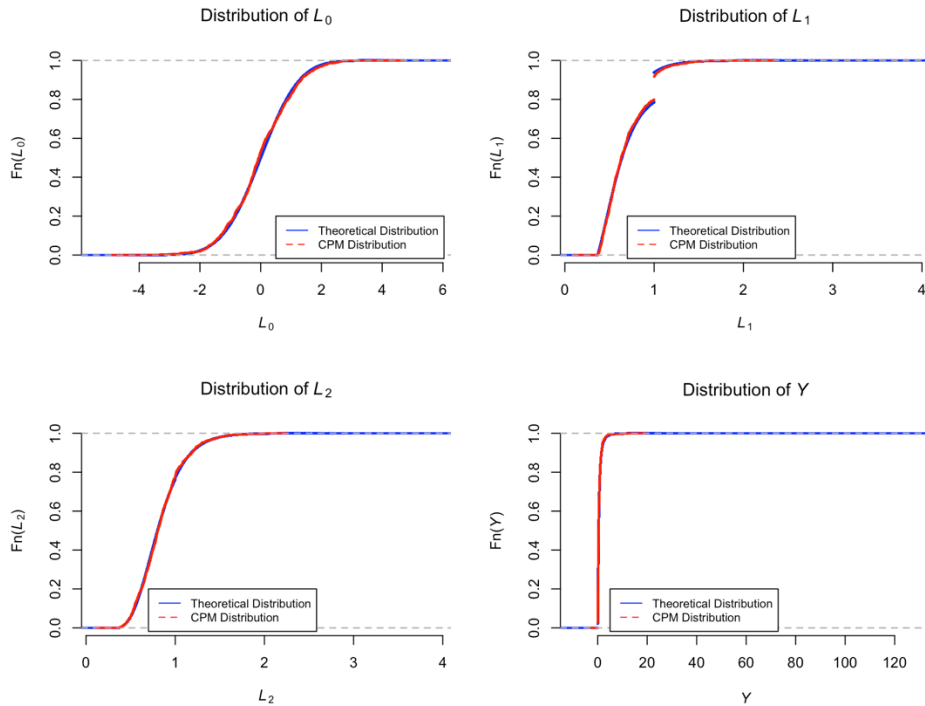 Distribution of L0
Fn(L0)
0.0 0.2 0.4 0.6 0.8 1.0
Theoretical Distribution
CPM Distribution
-4 -2 0 2 4 6
L0
Distribution of L1
Fn(L1)
0.0 0.2 0.4 0.6 0.8 1.0
Theoretical Distribution
CPM Distribution
0 1 2 3 4
L1
Distribution of L2
Fn(L2)
0.0 0.2 0.4 0.6 0.8 1.0
Theoretical Distribution
CPM Distribution
0 1 2 3 4
L2
Distribution of Y
Fn(Y)
0.0 0.2 0.4 0.6 0.8 1.0
Theoretical Distribution
CPM Distribution
0 20 40 60 80 100 120
Y